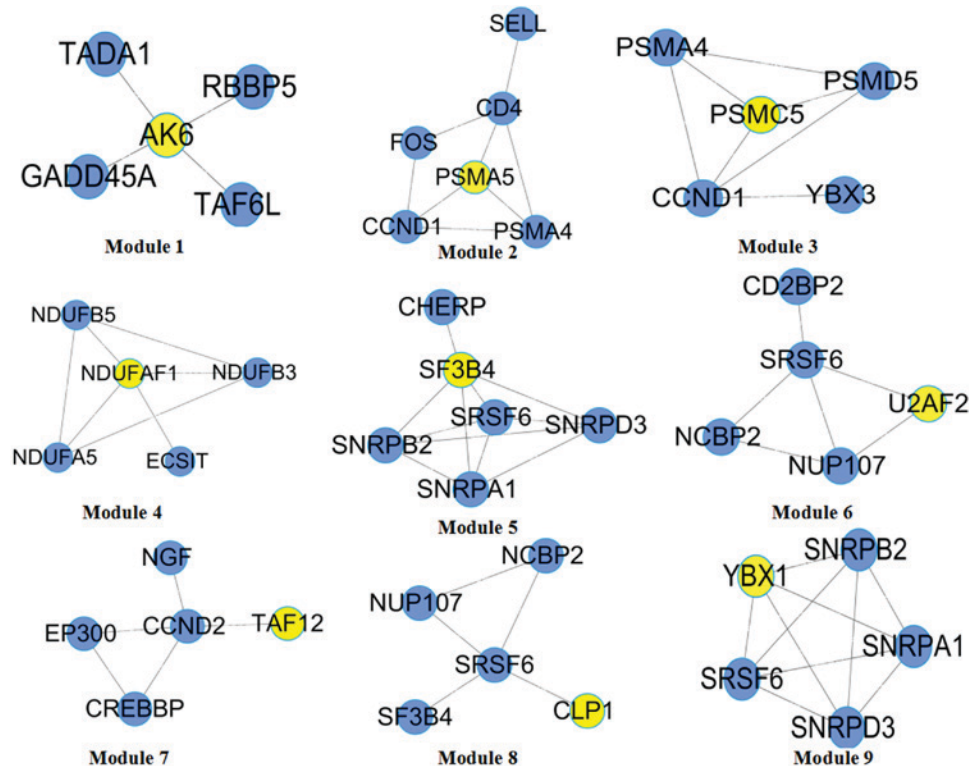 TADA1
RBBP5
AK6
GADD45A
TAF6L
Module 1
SELL
CD4
FOS
PSMA5
CCND1
PSMA4
Module 2
PSMA4
PSMD5
PSMC5
CCND1
YBX3
Module 3
NDUFB5
NDUFAF1
NDUFB3
NDUFA5
ECSIT
Module 4
CHERP
SF3B4
SRSF6
SNRPD3
SNRPB2
SNRPA1
Module 5
CD2BP2
SRSF6
U2AF2
NCBP2
NUP107
Module 6
NGF
EP300
CCND2
TAF12
CREBBP
Module 7
NCBP2
NUP107
SRSF6
SF3B4
CLP1
Module 8
SNRPB2
YBX1
SNRPA1
SRSF6
SNRPD3
Module 9